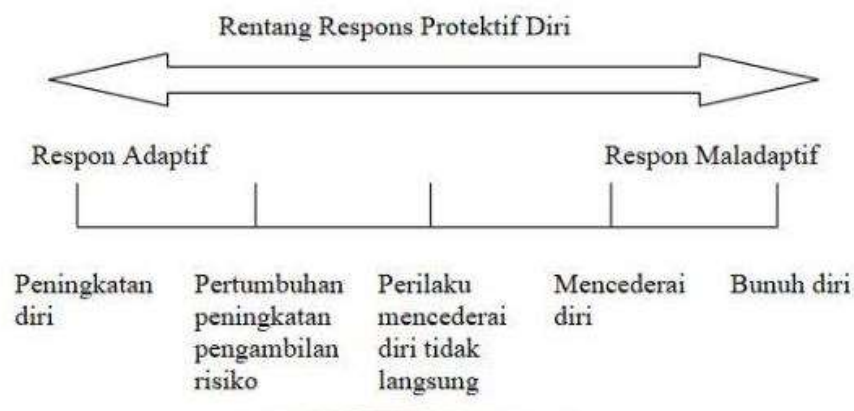 Rentang Respons Protektif Diri
Respon Adaptif
Respon Maladaptif
Peningkatan
diri
Pertumbuhan
peningkatan
pengambilan
risiko
Perilaku
mencederai
diri tidak
langsung
Mencederai
diri
Bunuh diri